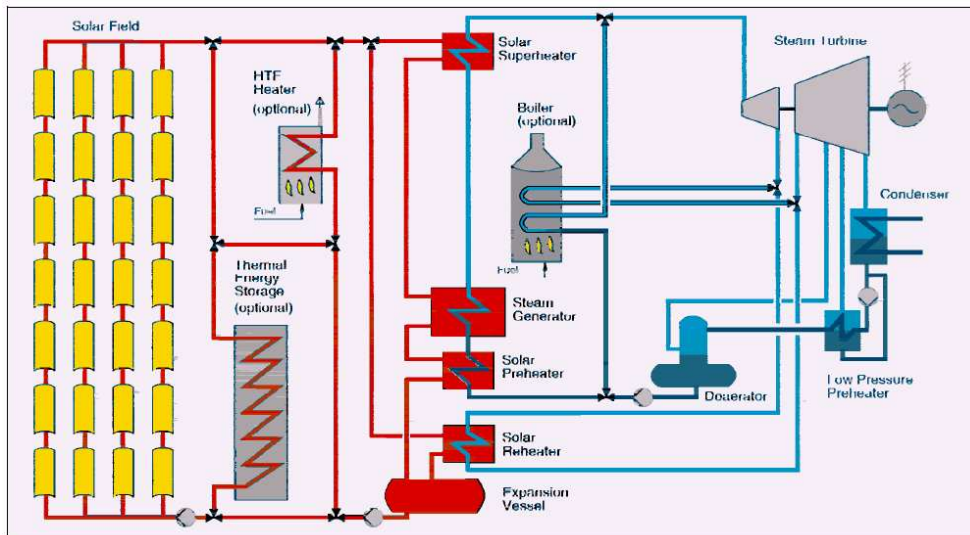 Solar Field
HTF
Heater
(optional)
Fuel
Thermal
Energy
Storage
(optional)
Solar
Superheater
Boiler
(optional)
Fuel
Steam Turbine
Condenser
Steam
Generator
Solar
Preheater
Low Pressure
Preheater
Solar
Reheater
Expansion
Vessel